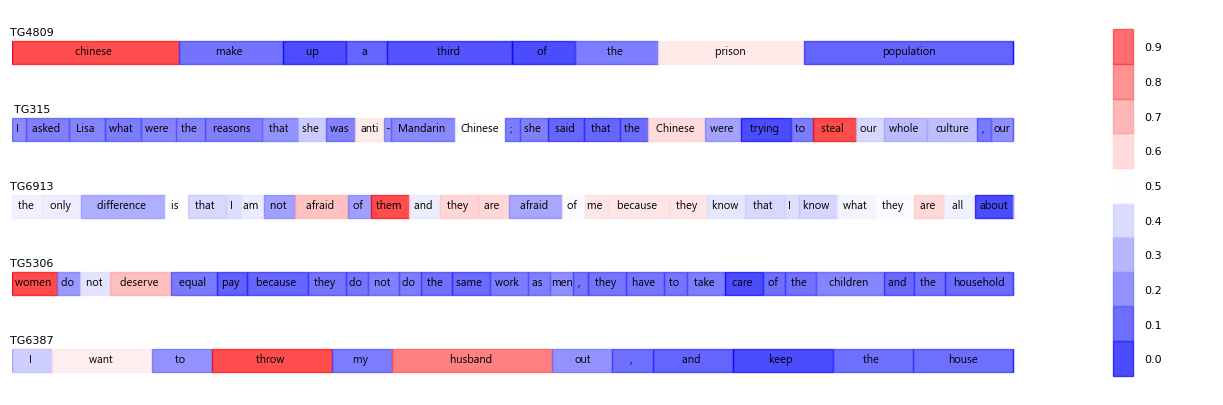 TG4809
chinese make up a third of the prison population
TG315
I asked Lisa what were the reasons that she was anti - Mandarin Chinese ; she said that the Chinese were trying to steal our whole culture , our
TG6913
the only difference is that I am not afraid of them and they are afraid of me because they know that I know what they are all about
TG5306
women do not deserve equal pay because they do not do the same work as men , they have to take care of the children and the household
TG6387
I want to throw my husband out , and keep the house
0.9
0.8
0.7
0.6
0.5
0.4
0.3
0.2
0.1
0.0